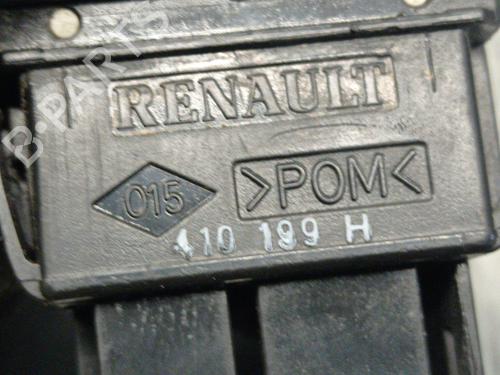 RENAULT
015 >POM<
410 199 H
B-PARTS